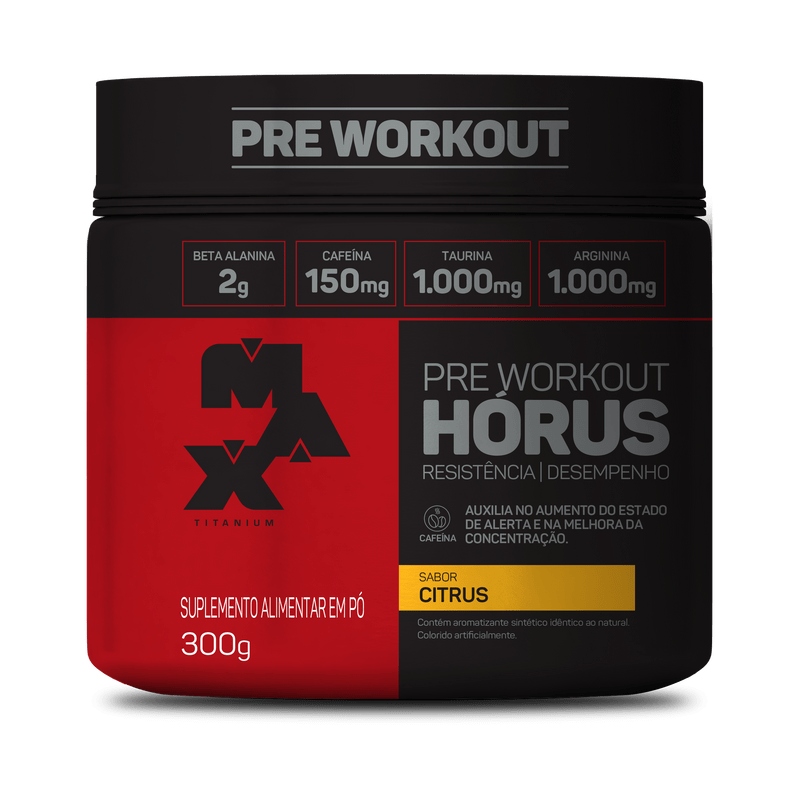 PRE WORKOUT
BETA ALANINA
2g
CAFEÍNA
150mg
TAURINA
1.000mg
ARGININA
1.000mg
MAX
TITANIUM
PRE WORKOUT
HÓRUS
RESISTÊNCIA|DESEMPENHO
CAFEÍNA
AUXILIA NO AUMENTO DO ESTADO
DE ALERTA E NA MELHORA DA
CONCENTRAÇÃO.
SABOR
CITRUS
Contém aromatizante sintético idêntico ao natural.
Colorido artificialmente.
SUPLEMENTO ALIMENTAR EM PÓ
300g